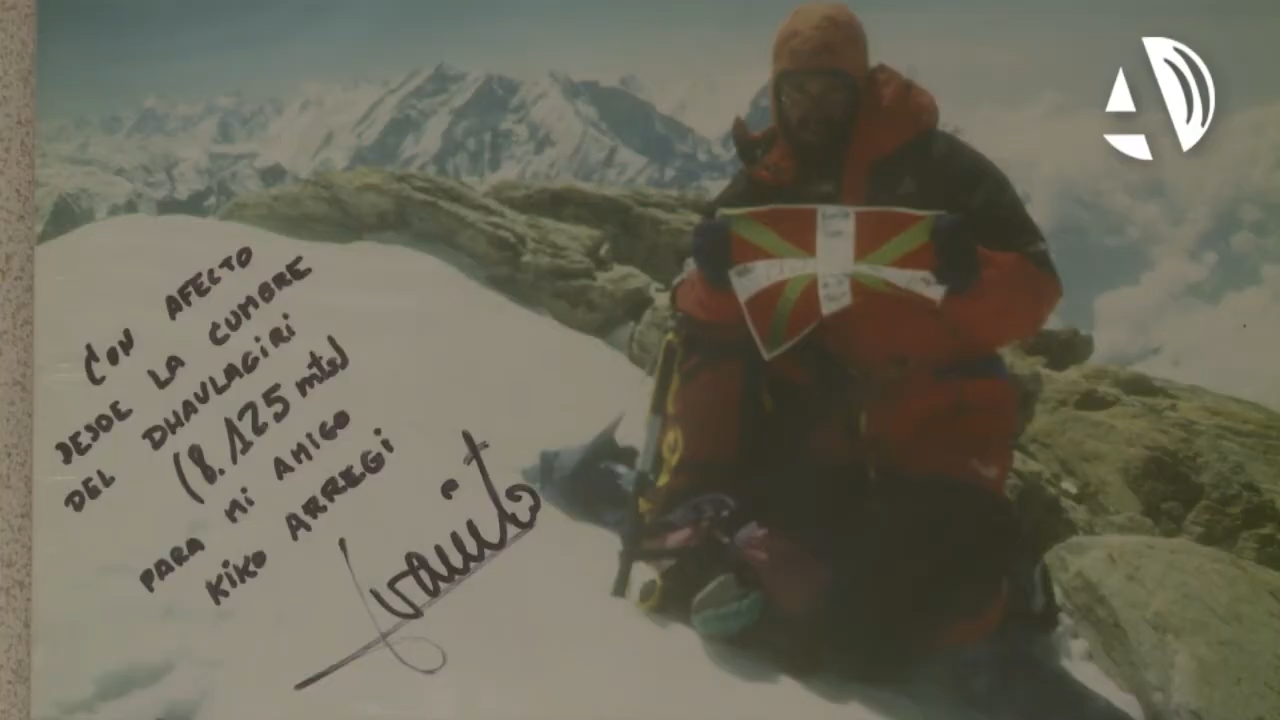 CON AFECTO
DESDE LA CUMBRE
DEL DHAULAGIRI
(8.125 mts)
PARA MI AMIGO
KIKO ARREGI